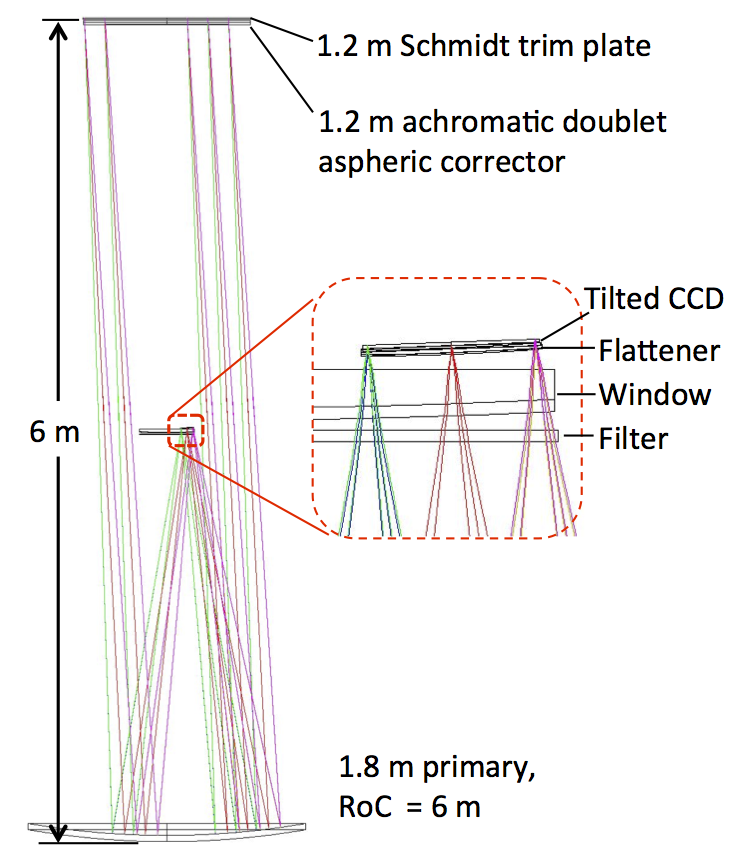 1.2 m Schmidt trim plate
1.2 m achromatic doublet
aspheric corrector
Tilted CCD
Flattener
Window
Filter
6 m
1.8 m primary,
RoC = 6 m